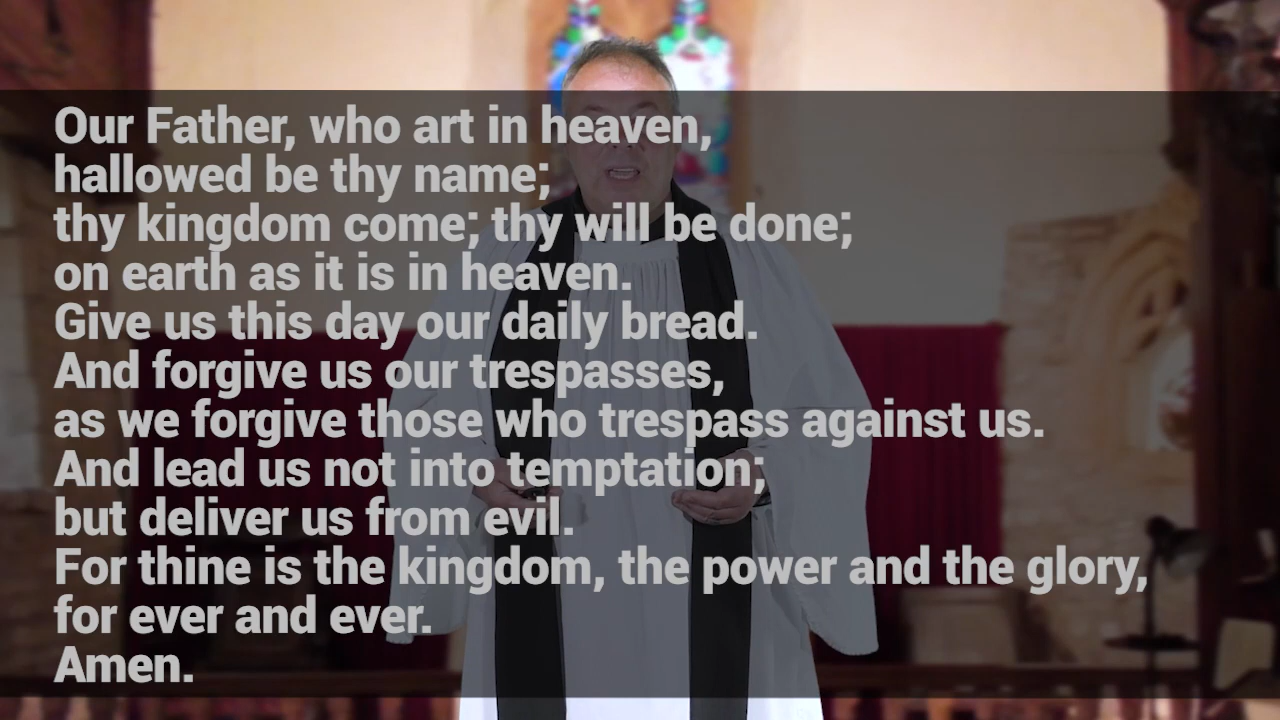 Our Father, who art in heaven,
hallowed be thy name;
thy kingdom come; thy will be done;
on earth as it is in heaven.
Give us this day our daily bread.
And forgive us our trespasses,
as we forgive those who trespass against us.
And lead us not into temptation;
but deliver us from evil.
For thine is the kingdom, the power and the glory,
for ever and ever.
Amen.